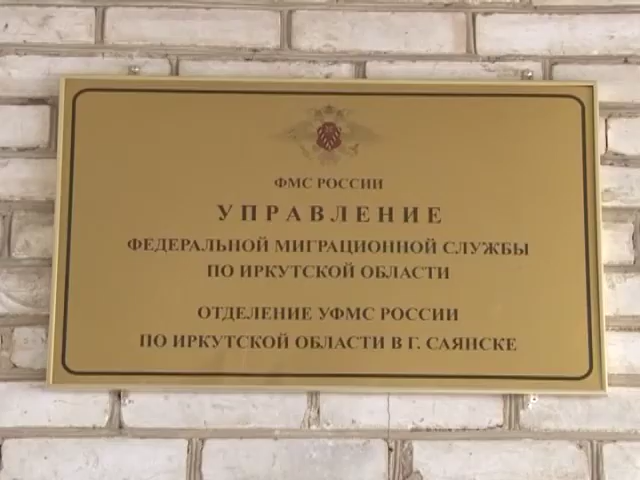 ФМС РОССИИ
УПРАВЛЕНИЕ
ФЕДЕРАЛЬНОЙ МИГРАЦИОННОЙ СЛУЖБЫ
ПО ИРКУТСКОЙ ОБЛАСТИ
ОТДЕЛЕНИЕ УФМС РОССИИ
ПО ИРКУТСКОЙ ОБЛАСТИ В Г. САЯНСКЕ